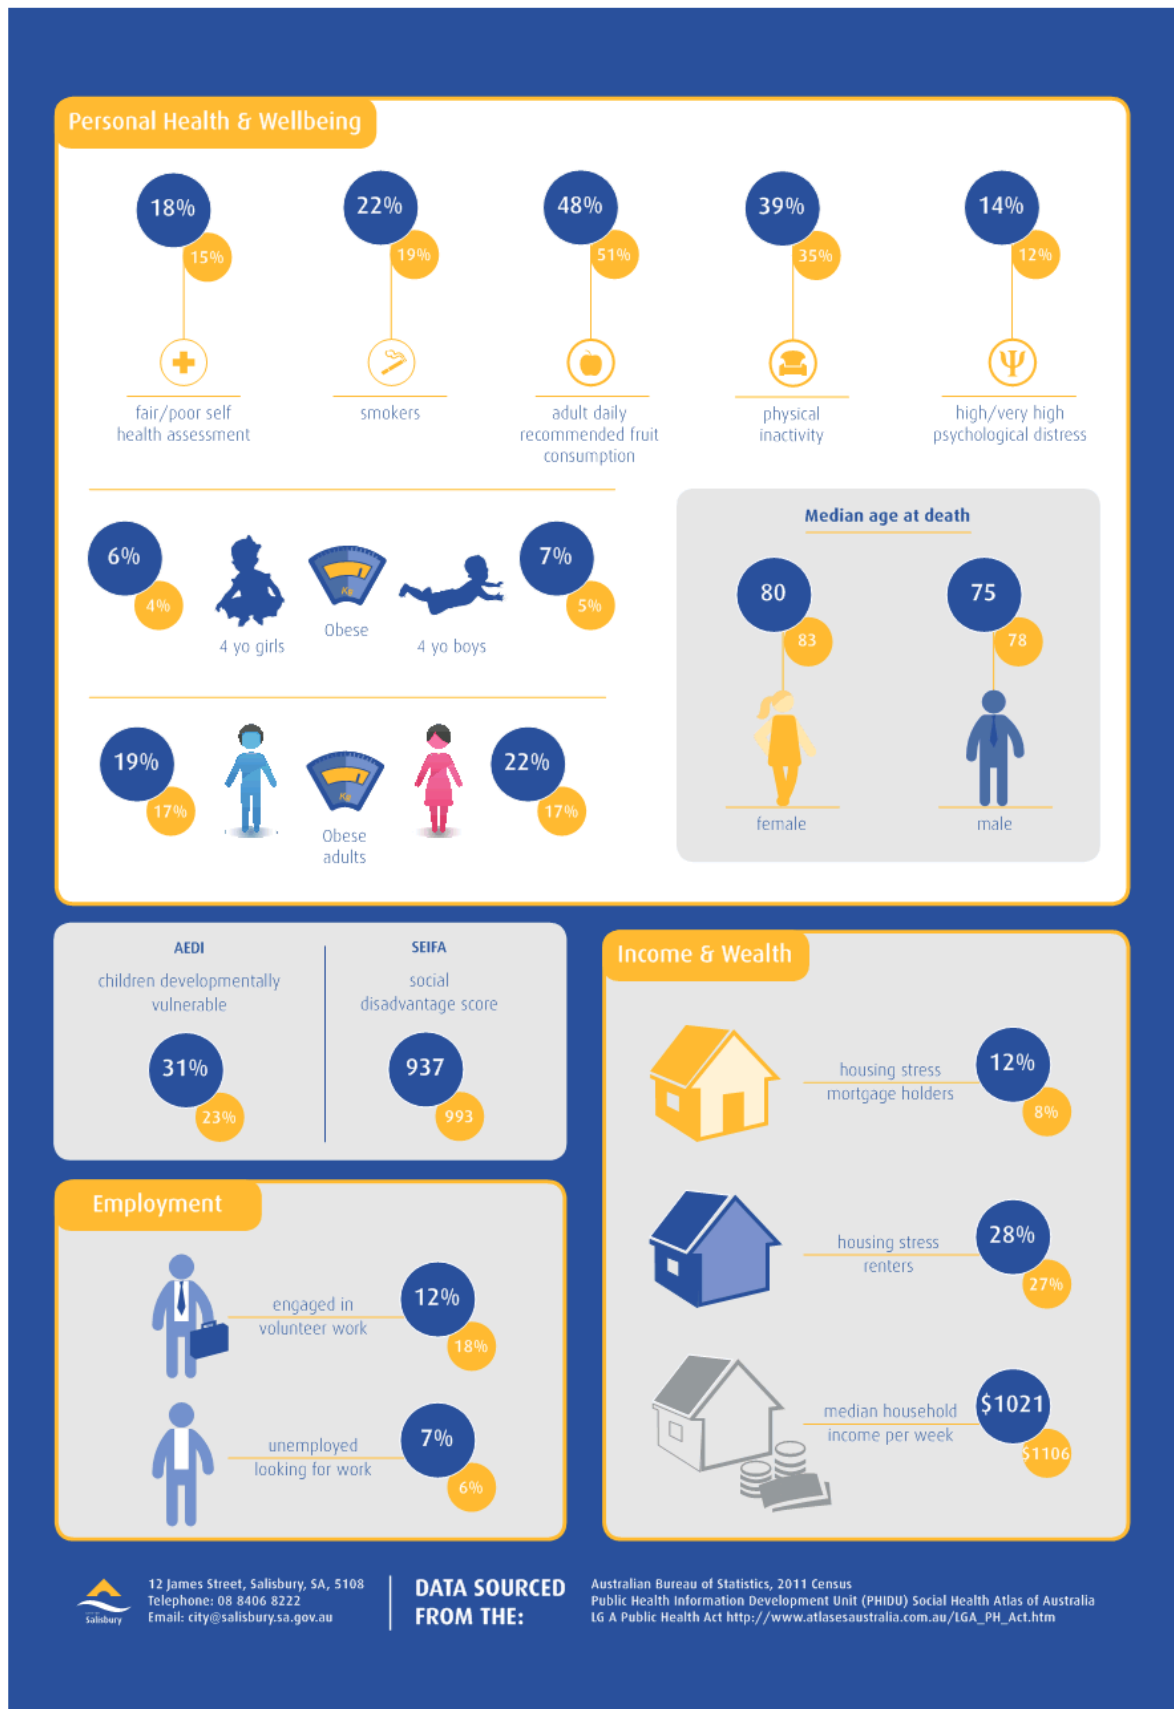 Personal Health & Wellbeing
18%
15%
fair/poor self
health assessment
22%
19%
smokers
48%
51%
adult daily
recommended fruit
consumption
39%
35%
physical
inactivity
14%
12%
Ψ
high/very high
psychological distress
6%
4%
4 yo girls
Kg
Obese
4 yo boys
7%
5%
19%
17%
Kg
Obese
adults
22%
17%
Median age at death
80
83
female
75
78
male
AEDI
children developmentally
vulnerable
31%
23%
SEIFA
social
disadvantage score
937
993
Employment
engaged in
volunteer work
12%
18%
unemployed
looking for work
7%
6%
Income & Wealth
housing stress
mortgage holders
12%
8%
housing stress
renters
28%
27%
median household
income per week
$1021
$1106
Salisbury
12 James Street, Salisbury, SA, 5108
Telephone: 08 8406 8222
Email: city@salisbury.sa.gov.au
DATA SOURCED
FROM THE:
Australian Bureau of Statistics, 2011 Census
Public Health Information Development Unit (PHIDU) Social Health Atlas of Australia
LG A Public Health Act http://www.atlasesaustralia.com.au/LGA_PH_Act.htm